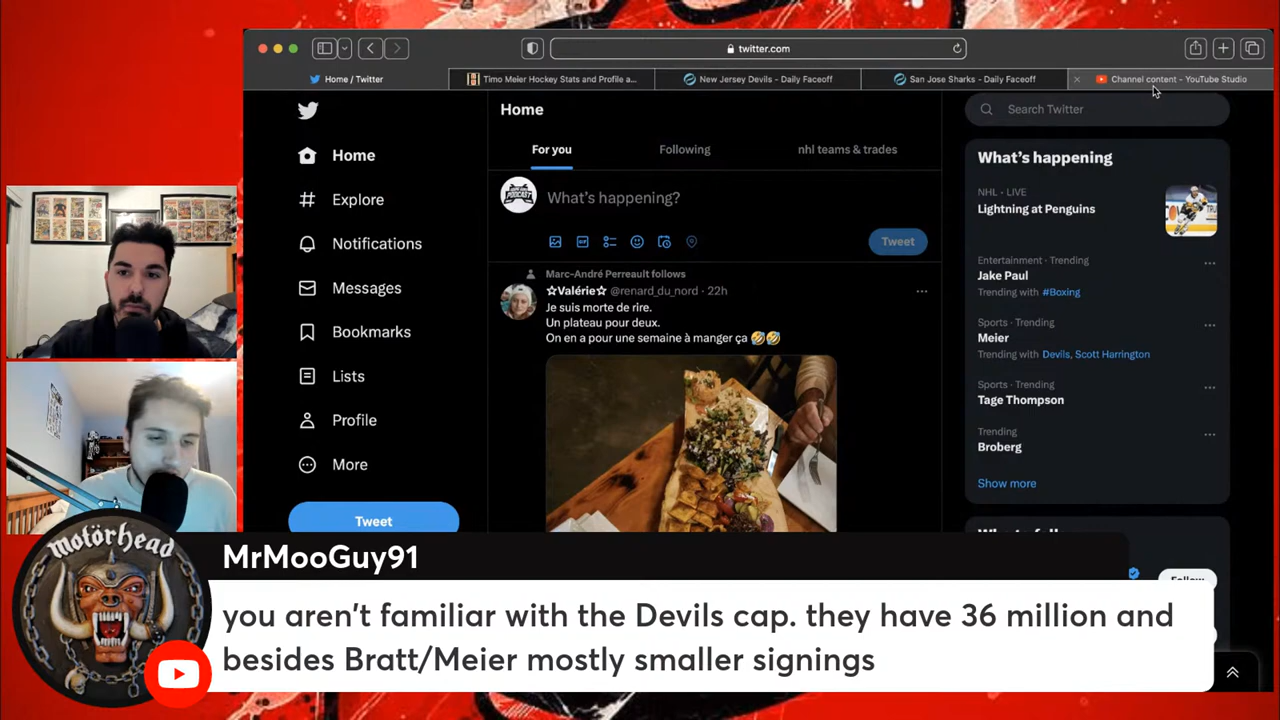 twitter.com
Home / Twitter
Timo Meier Hockey Stats and Profile a...
New Jersey Devils - Daily Faceoff
San Jose Sharks - Daily Faceoff
Channel content - YouTube Studio
Home
Explore
Notifications
Messages
Bookmarks
Lists
Profile
More
Tweet
Home
For you
Following
nhl teams & trades
What's happening?
GIF
Tweet
Marc-André Perreault follows
☆Valérie☆ @renard_du_nord · 22h
Je suis morte de rire.
Un plateau pour deux.
On en a pour une semaine à manger ça 🤣🤣
Search Twitter
What's happening
NHL · LIVE
Lightning at Penguins
Entertainment · Trending
Jake Paul
Trending with #Boxing
Sports · Trending
Meier
Trending with Devils, Scott Harrington
Sports · Trending
Tage Thompson
Trending
Broberg
Show more
Motörhead
MrMooGuy91
you aren't familiar with the Devils cap. they have 36 million and
besides Bratt/Meier mostly smaller signings